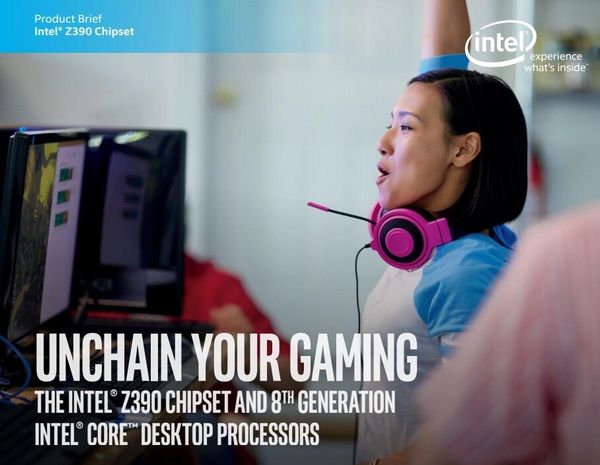 Product Brief
Intel® Z390 Chipset
intel®
experience
what's inside™
UNCHAIN YOUR GAMING
THE INTEL® Z390 CHIPSET AND 8TH GENERATION
INTEL® CORE™ DESKTOP PROCESSORS